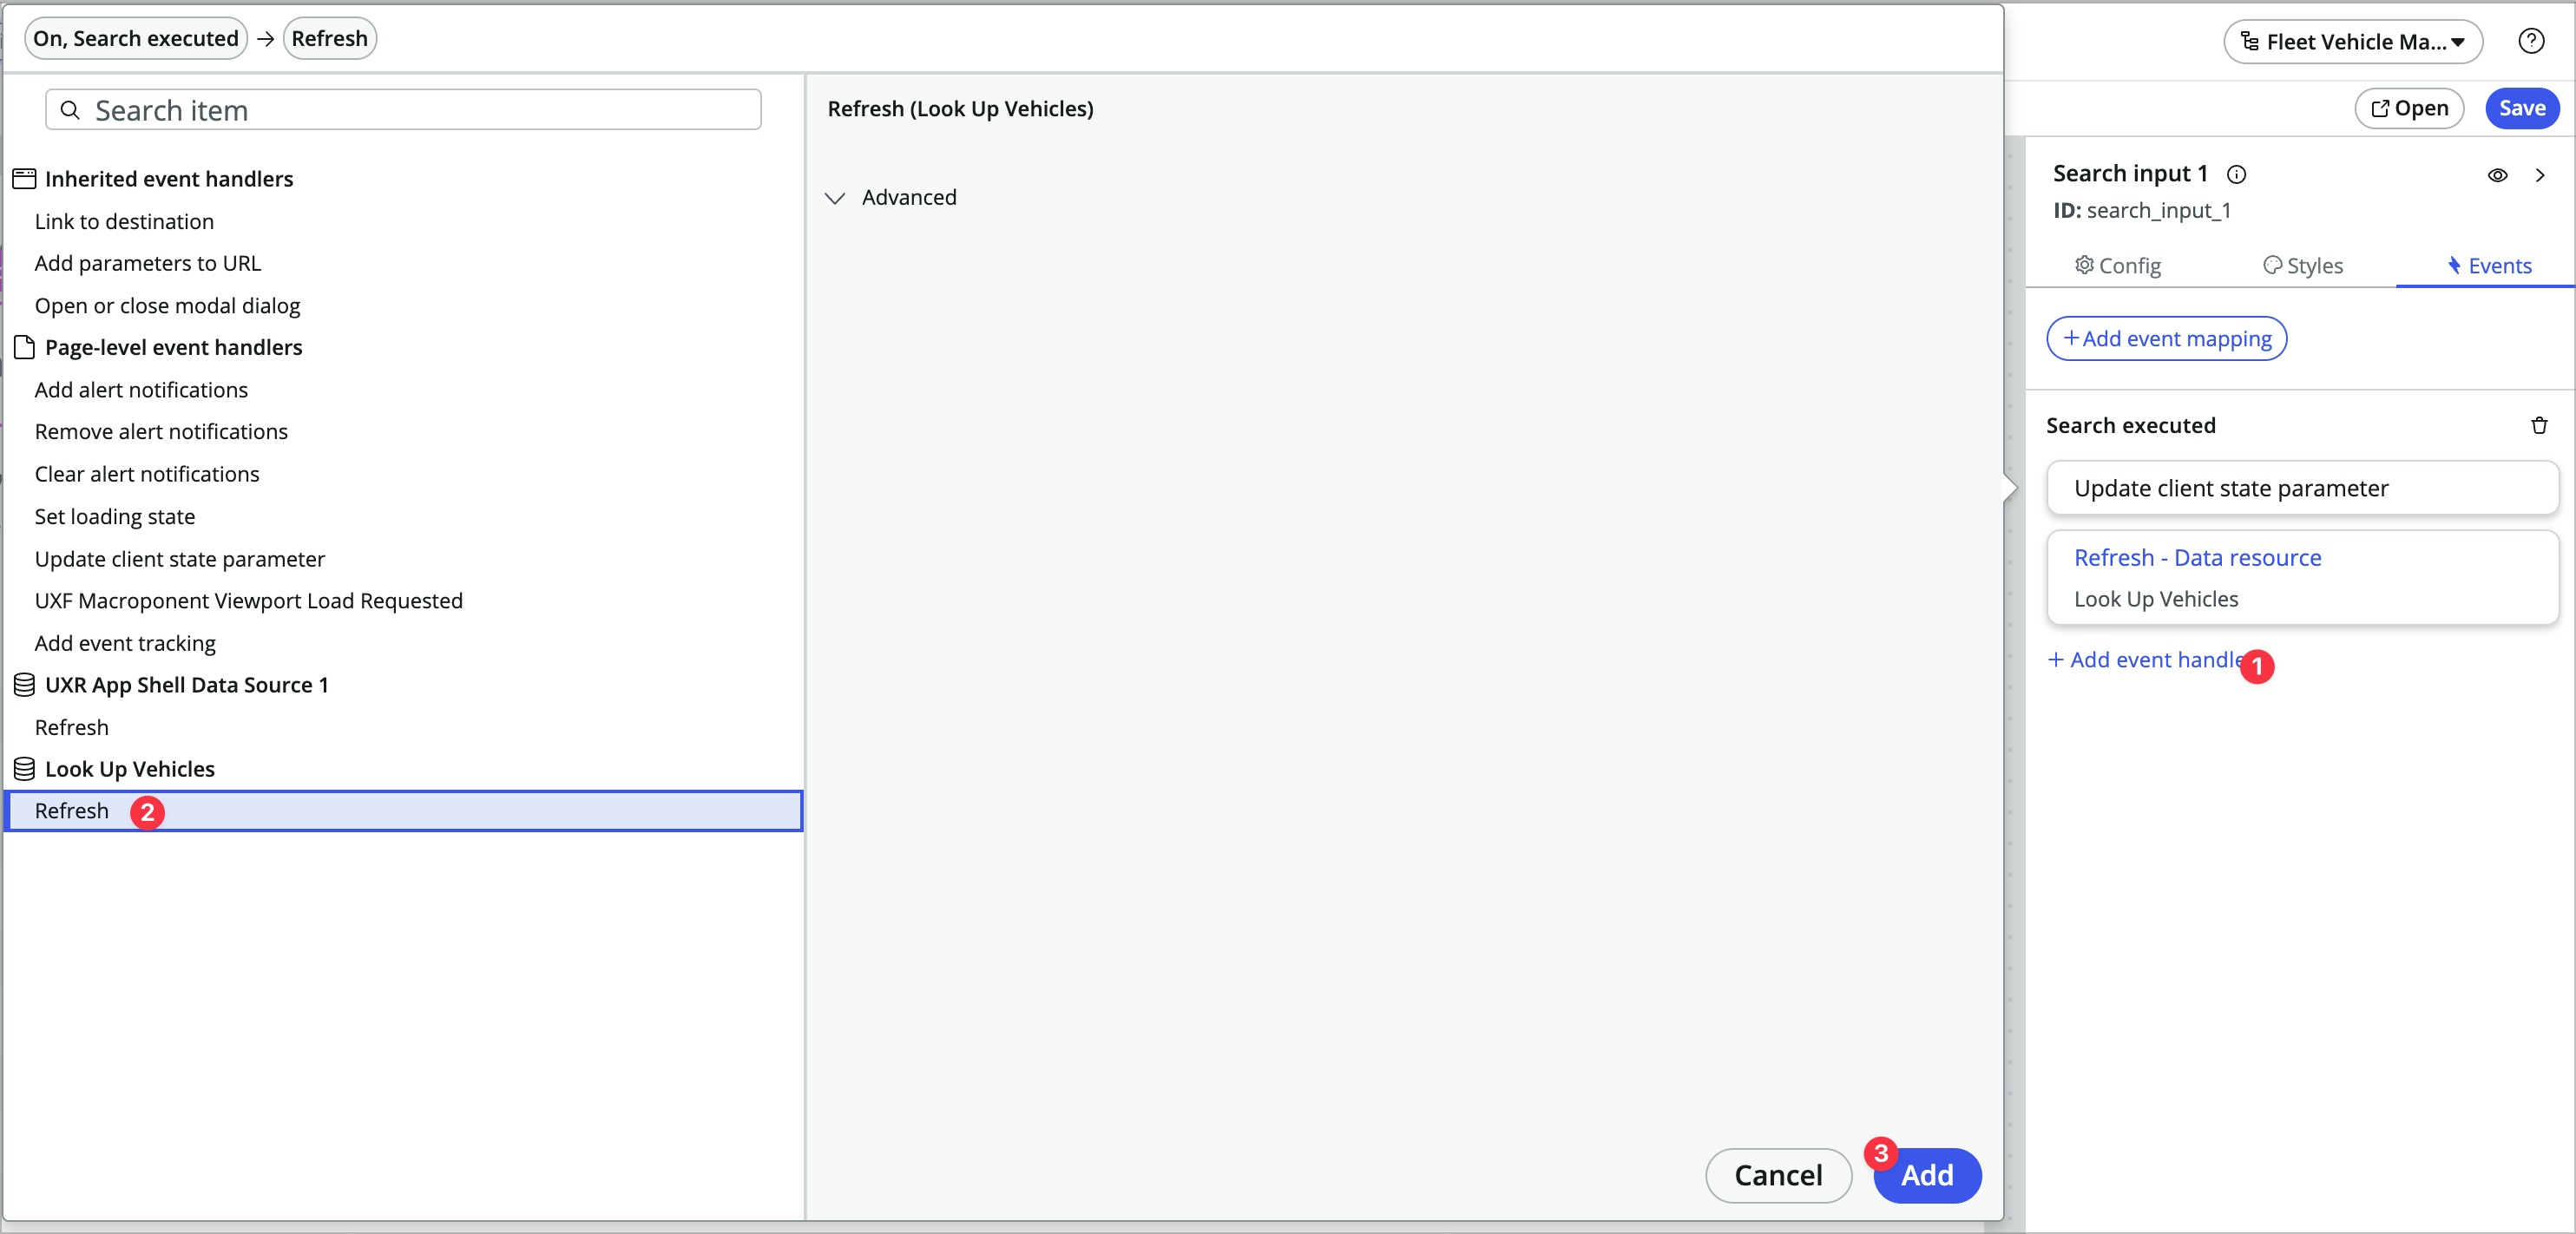 On, Search executed → Refresh
Fleet Vehicle Ma...
Search item
Refresh (Look Up Vehicles)
Open
Save
Inherited event handlers
Link to destination
Add parameters to URL
Open or close modal dialog
Page-level event handlers
Add alert notifications
Remove alert notifications
Clear alert notifications
Set loading state
Update client state parameter
UXF Macroponent Viewport Load Requested
Add event tracking
UXR App Shell Data Source 1
Refresh
Look Up Vehicles
Refresh 2
Advanced
Cancel
3 Add
Search input 1
ID: search_input_1
Config
Styles
Events
+ Add event mapping
Search executed
Update client state parameter
Refresh - Data resource
Look Up Vehicles
+ Add event handle 1